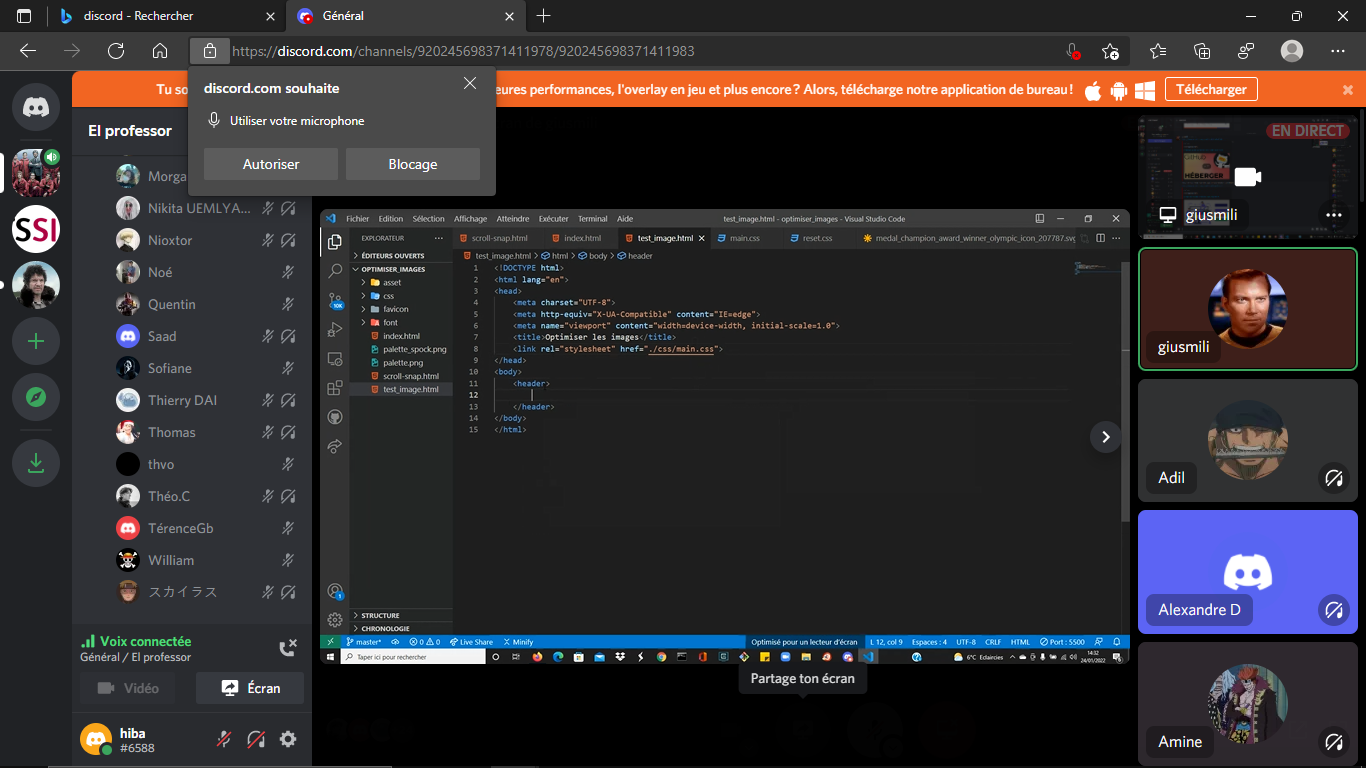 discord - Rechercher
Général
https://discord.com/channels/920245698371411978/920245698371411983
discord.com souhaite
Utiliser votre microphone
Autoriser
Blocage
Tu so
eures performances, l'overlay en jeu et plus encore ? Alors, télécharge notre application de bureau !
Télécharger
El professor
SSI
Morga
Nikita UEMLYA...
Nioxtor
Noé
Quentin
Saad
Sofiane
Thierry DAI
Thomas
thvo
Théo.C
TérenceGb
William
スカイラス
Voix connectée
Général / El professor
Vidéo
Écran
hiba
#6588
Fichier Edition Sélection Affichage Atteindre Exécuter Terminal Aide
test_image.html - optimiser_images - Visual Studio Code
EXPLORATEUR
ÉDITEURS OUVERTS
OPTIMISER_IMAGES
asset
css
favicon
font
index.html
palette_spock.png
palette.png
scroll-snap.html
test_image.html
STRUCTURE
CHRONOLOGIE
scroll-snap.html
index.html
test_image.html
main.css
reset.css
medal_champion_award_winner_olympic_icon_207787.svg
test_image.html > html > body > header
1 <!DOCTYPE html>
2 <html lang="en">
3 <head>
4 <meta charset="UTF-8">
5 <meta http-equiv="X-UA-Compatible" content="IE=edge">
6 <meta name="viewport" content="width=device-width, initial-scale=1.0">
7 <title>Optimiser les images</title>
8 <link rel="stylesheet" href="./css/main.css">
9 </head>
10 <body>
11 <header>
12
13 </header>
14 </body>
15 </html>
master* 0 0 Live Share Minify
Optimisé pour un lecteur d'écran L 12, col 9 Espaces : 4 UTF-8 CRLF HTML Port : 5500
Taper ici pour rechercher
6°C Eclaircies
14:32
24/01/2022
Partage ton écran
EN DIRECT
GitHub
HÉBERGER
giusmili
giusmili
Adil
Alexandre D
Amine